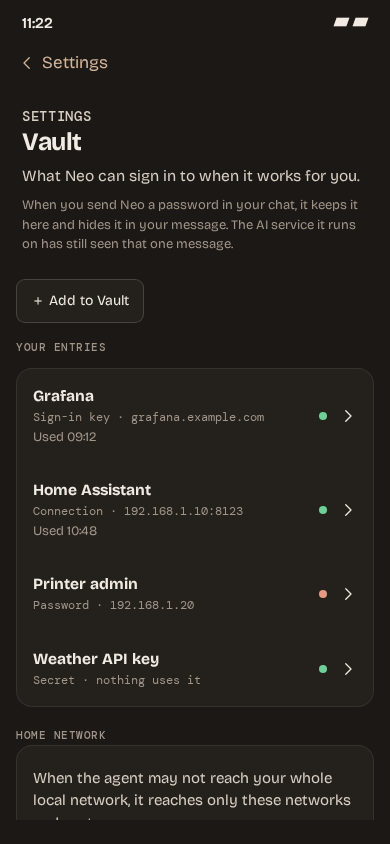 11:22
Settings
SETTINGS
Vault
What Neo can sign in to when it works for you.
When you send Neo a password in your chat, it keeps it
here and hides it in your message. The AI service it runs
on has still seen that one message.
+ Add to Vault
YOUR ENTRIES
Grafana
Sign-in key · grafana.example.com
Used 09:12
Home Assistant
Connection · 192.168.1.10:8123
Used 10:48
Printer admin
Password · 192.168.1.20
Weather API key
Secret · nothing uses it
HOME NETWORK
When the agent may not reach your whole
local network, it reaches only these networks